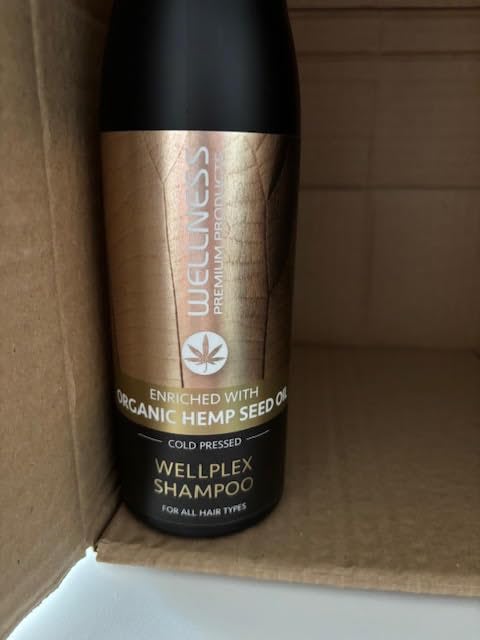 WELLNESS
PREMIUM PRODUCTS
ENRICHED WITH
ORGANIC HEMP SEED OIL
COLD PRESSED
WELLPLEX
SHAMPOO
FOR ALL HAIR TYPES